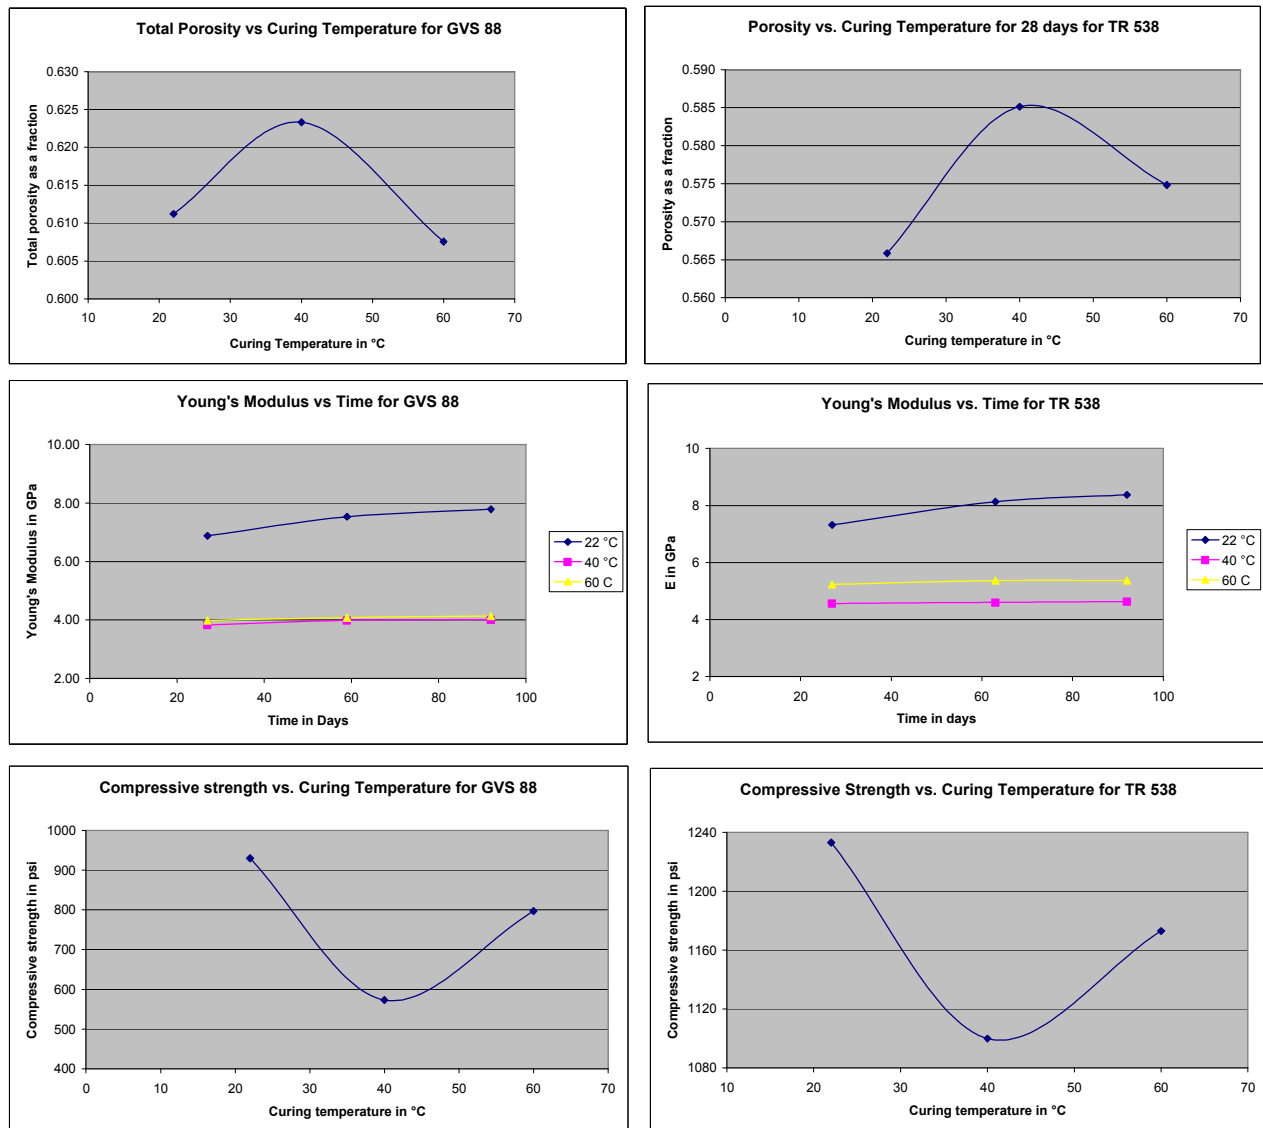 Total Porosity vs Curing Temperature for GVS 88
Total porosity as a fraction
0.630
0.625
0.620
0.615
0.610
0.605
0.600
10 20 30 40 50 60 70
Curing Temperature in °C
Porosity vs. Curing Temperature for 28 days for TR 538
Porosity as a fraction
0.590
0.585
0.580
0.575
0.570
0.565
0.560
0 10 20 30 40 50 60 70
Curing temperature in °C
Young's Modulus vs Time for GVS 88
Young's Modulus in GPa
10.00
8.00
6.00
4.00
2.00
0 20 40 60 80 100
Time in Days
22 °C
40 °C
60 C
Young's Modulus vs. Time for TR 538
E in GPa
10
8
6
4
2
0 20 40 60 80 100
Time in days
22 °C
40 °C
60 C
Compressive strength vs. Curing Temperature for GVS 88
Compressive strength in psi
1000
900
800
700
600
500
400
0 10 20 30 40 50 60 70
Curing temperature in °C
Compressive Strength vs. Curing Temperature for TR 538
Compressive strength in psi
1240
1200
1160
1120
1080
10 20 30 40 50 60 70
Curing temperature in °C